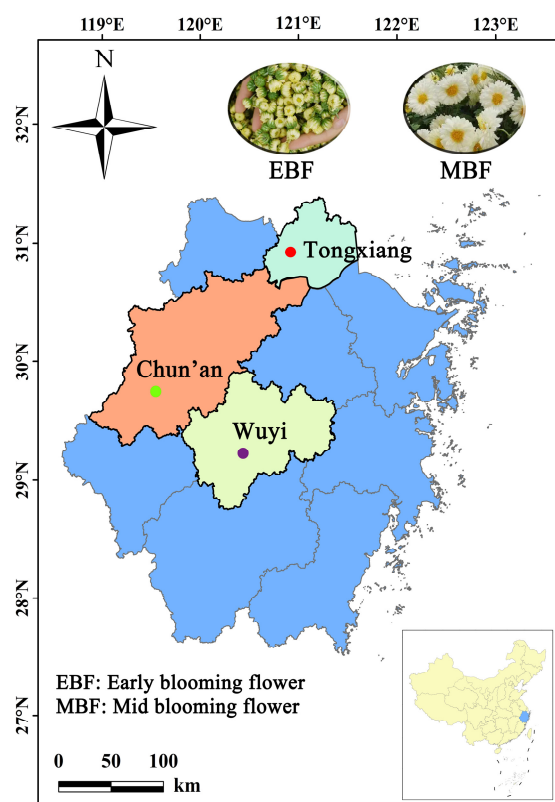 119°E 120°E 121°E 122°E 123°E
N
32°N
EBF
MBF
31°N
Tongxiang
30°N
Chun’an
Wuyi
29°N
28°N
EBF: Early blooming flower
MBF: Mid blooming flower
27°N
0 50 100
km